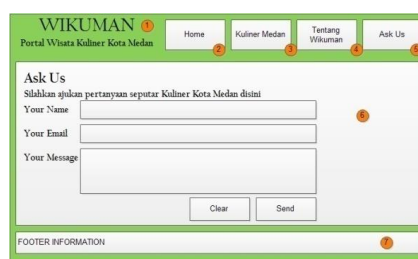 WIKUMAN 1
Portal Wisata Kuliner Kota Medan
Home 2
Kuliner Medan 3
Tentang
Wikuman 4
Ask Us 5
Ask Us
Silahkan ajukan pertanyaan seputar Kuliner Kota Medan disini
Your Name
6
Your Email
Your Message
Clear
Send
FOOTER INFORMATION 7